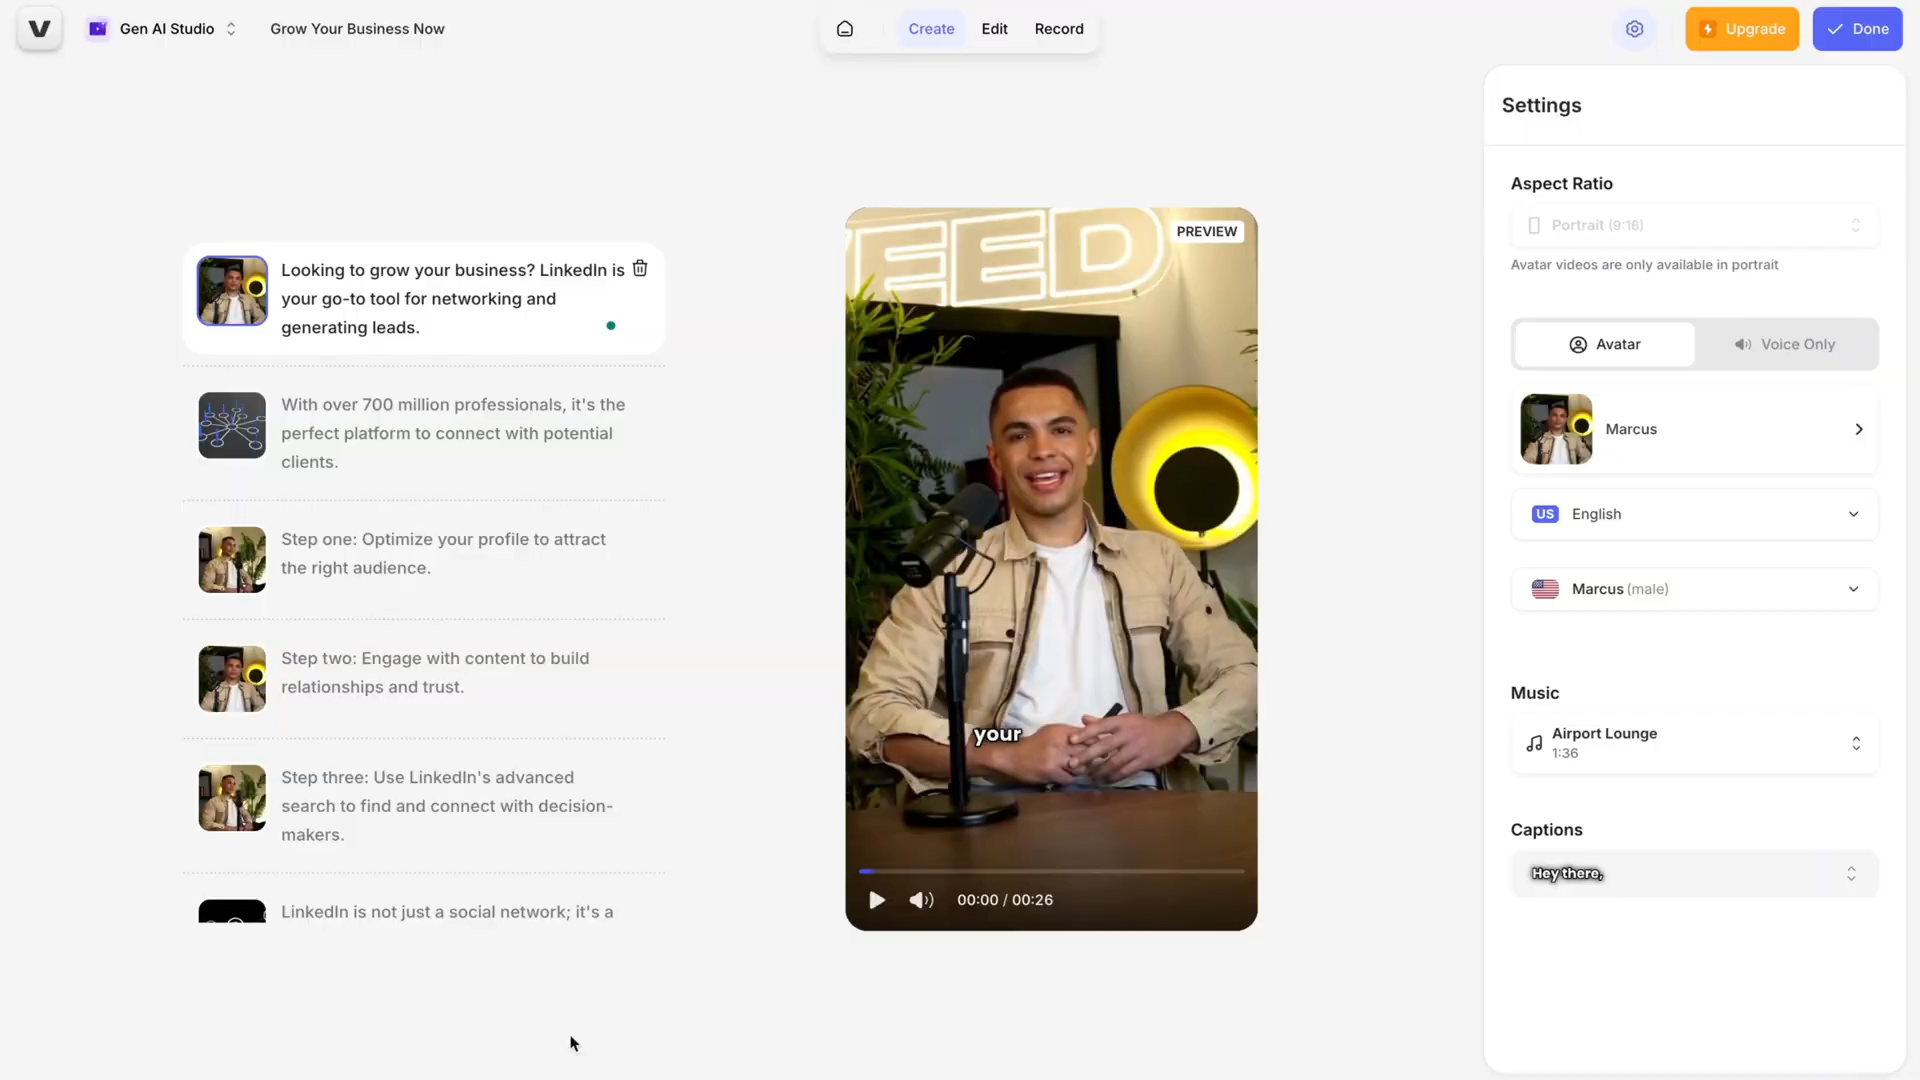 Gen AI Studio
Grow Your Business Now
Create
Edit
Record
Upgrade
Done
Looking to grow your business? LinkedIn is
your go-to tool for networking and
generating leads.
With over 700 million professionals, it's the
perfect platform to connect with potential
clients.
Step one: Optimize your profile to attract
the right audience.
Step two: Engage with content to build
relationships and trust.
Step three: Use LinkedIn's advanced
search to find and connect with decision-
makers.
LinkedIn is not just a social network; it's a
EED
PREVIEW
your
00:00 / 00:26
Settings
Aspect Ratio
Portrait (9:16)
Avatar videos are only available in portrait
Avatar
Voice Only
Marcus
US English
Marcus (male)
Music
Airport Lounge
1:36
Captions
Hey there,